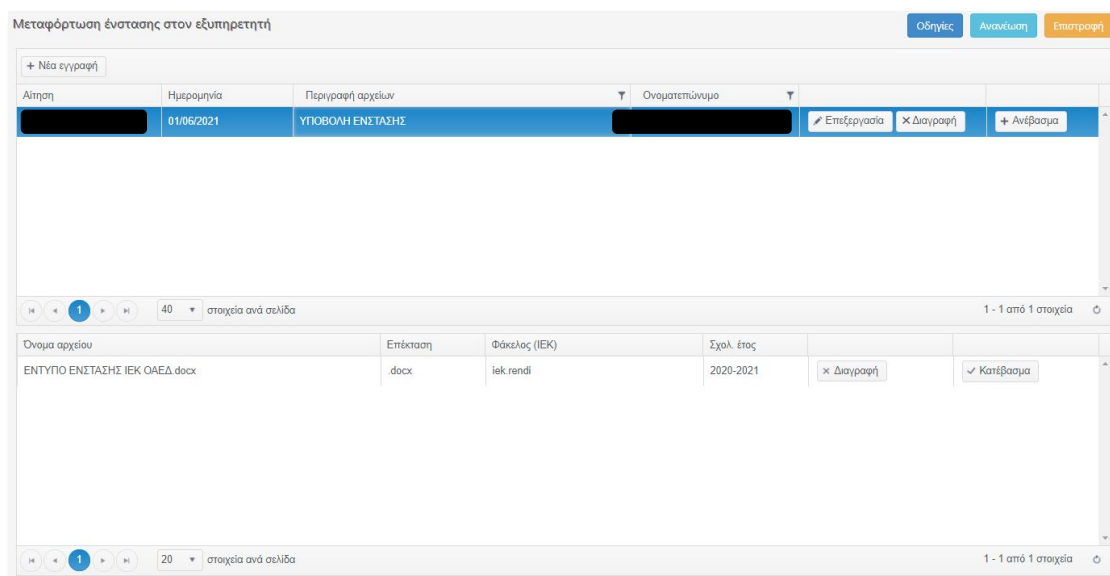 Μεταφόρτωση ένστασης στον εξυπηρετητή
Οδηγίες Ανανέωση Επιστροφή
+ Νέα εγγραφή
Αίτηση Ημερομηνία Περιγραφή αρχείων Ονοματεπώνυμο
01/06/2021 ΥΠΟΒΟΛΗ ΕΝΣΤΑΣΗΣ Επεξεργασία × Διαγραφή + Ανέβασμα
1 40 στοιχεία ανά σελίδα 1 - 1 από 1 στοιχεία
Όνομα αρχείου Επέκταση Φάκελος (ΙΕΚ) Σχολ. έτος
ΕΝΤΥΠΟ ΕΝΣΤΑΣΗΣ ΙΕΚ ΟΑΕΔ.docx .docx iek.rendi 2020-2021 × Διαγραφή ✓ Κατέβασμα
1 20 στοιχεία ανά σελίδα 1 - 1 από 1 στοιχεία